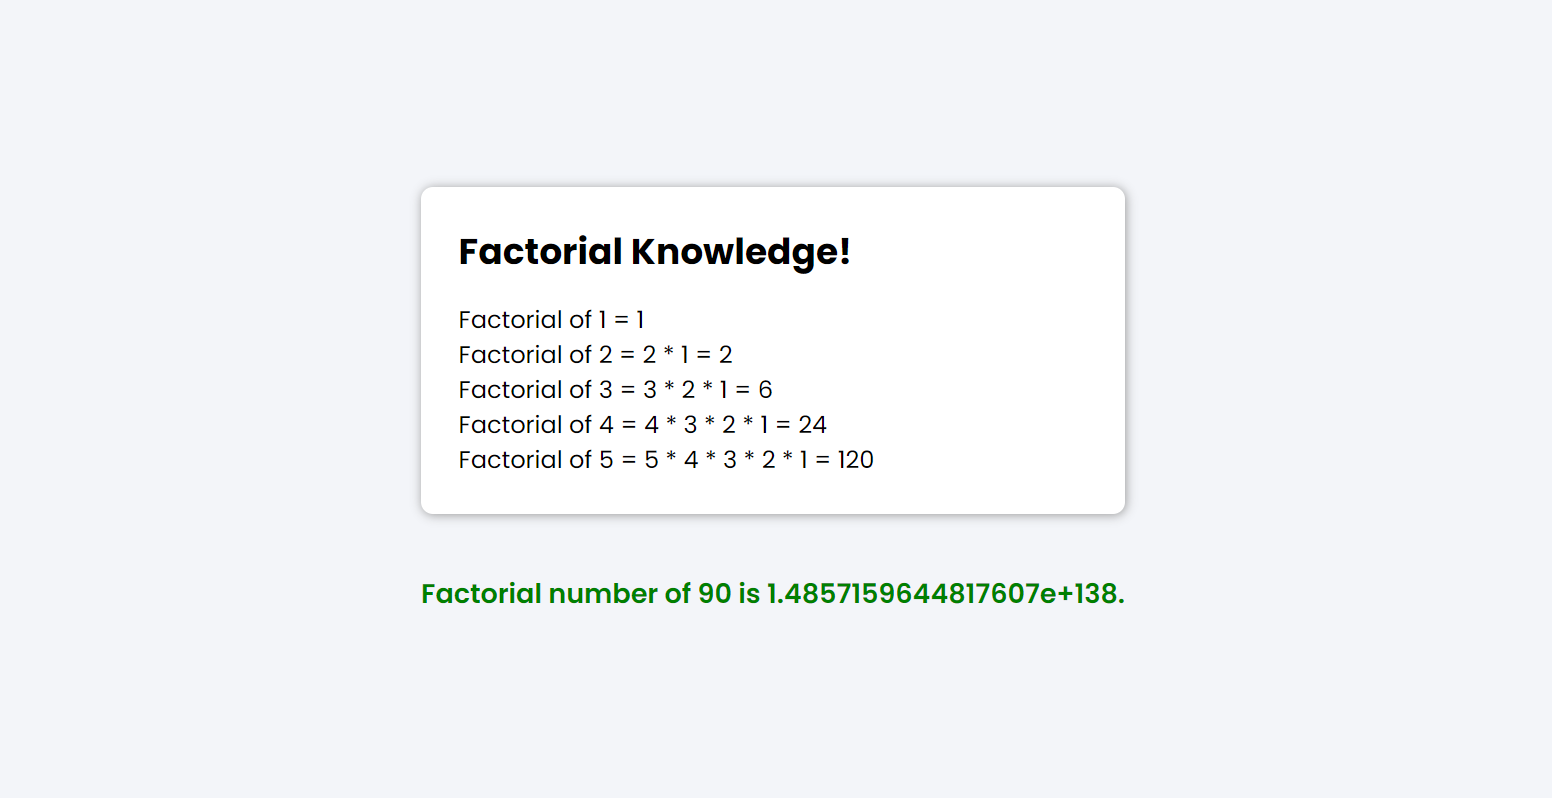 Factorial Knowledge!
Factorial of 1 = 1
Factorial of 2 = 2 * 1 = 2
Factorial of 3 = 3 * 2 * 1 = 6
Factorial of 4 = 4 * 3 * 2 * 1 = 24
Factorial of 5 = 5 * 4 * 3 * 2 * 1 = 120
Factorial number of 90 is 1.4857159644817607e+138.